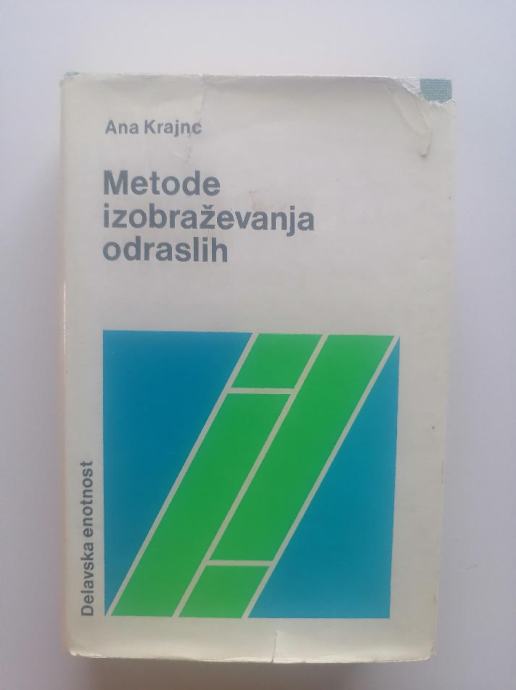 Ana Krajnc
Metode
izobraževanja
odraslih
Delavska enotnost